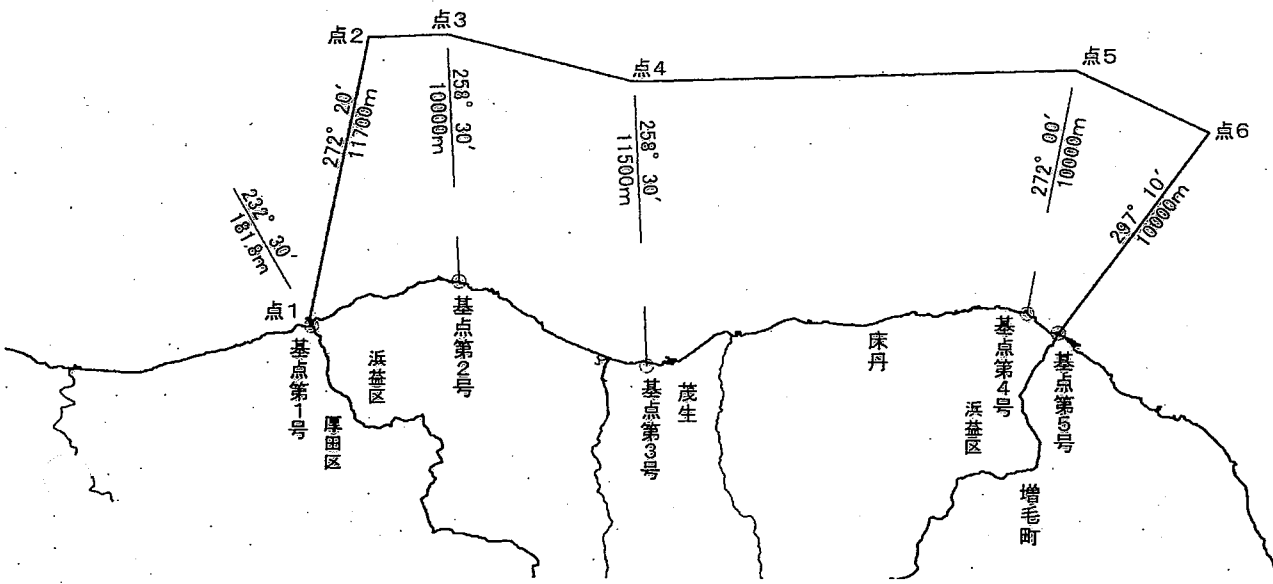 点2
点3
点4
点5
点6
272° 20′
11700m
258° 30′
10000m
258° 30′
11500m
272° 00′
10000m
297° 10′
10000m
232° 30′
181.8m
点1
基点第1号
厚田区
浜益区
基点第2号
基点第3号
茂生
床丹
浜益区
基点第4号
基点第5号
増毛町